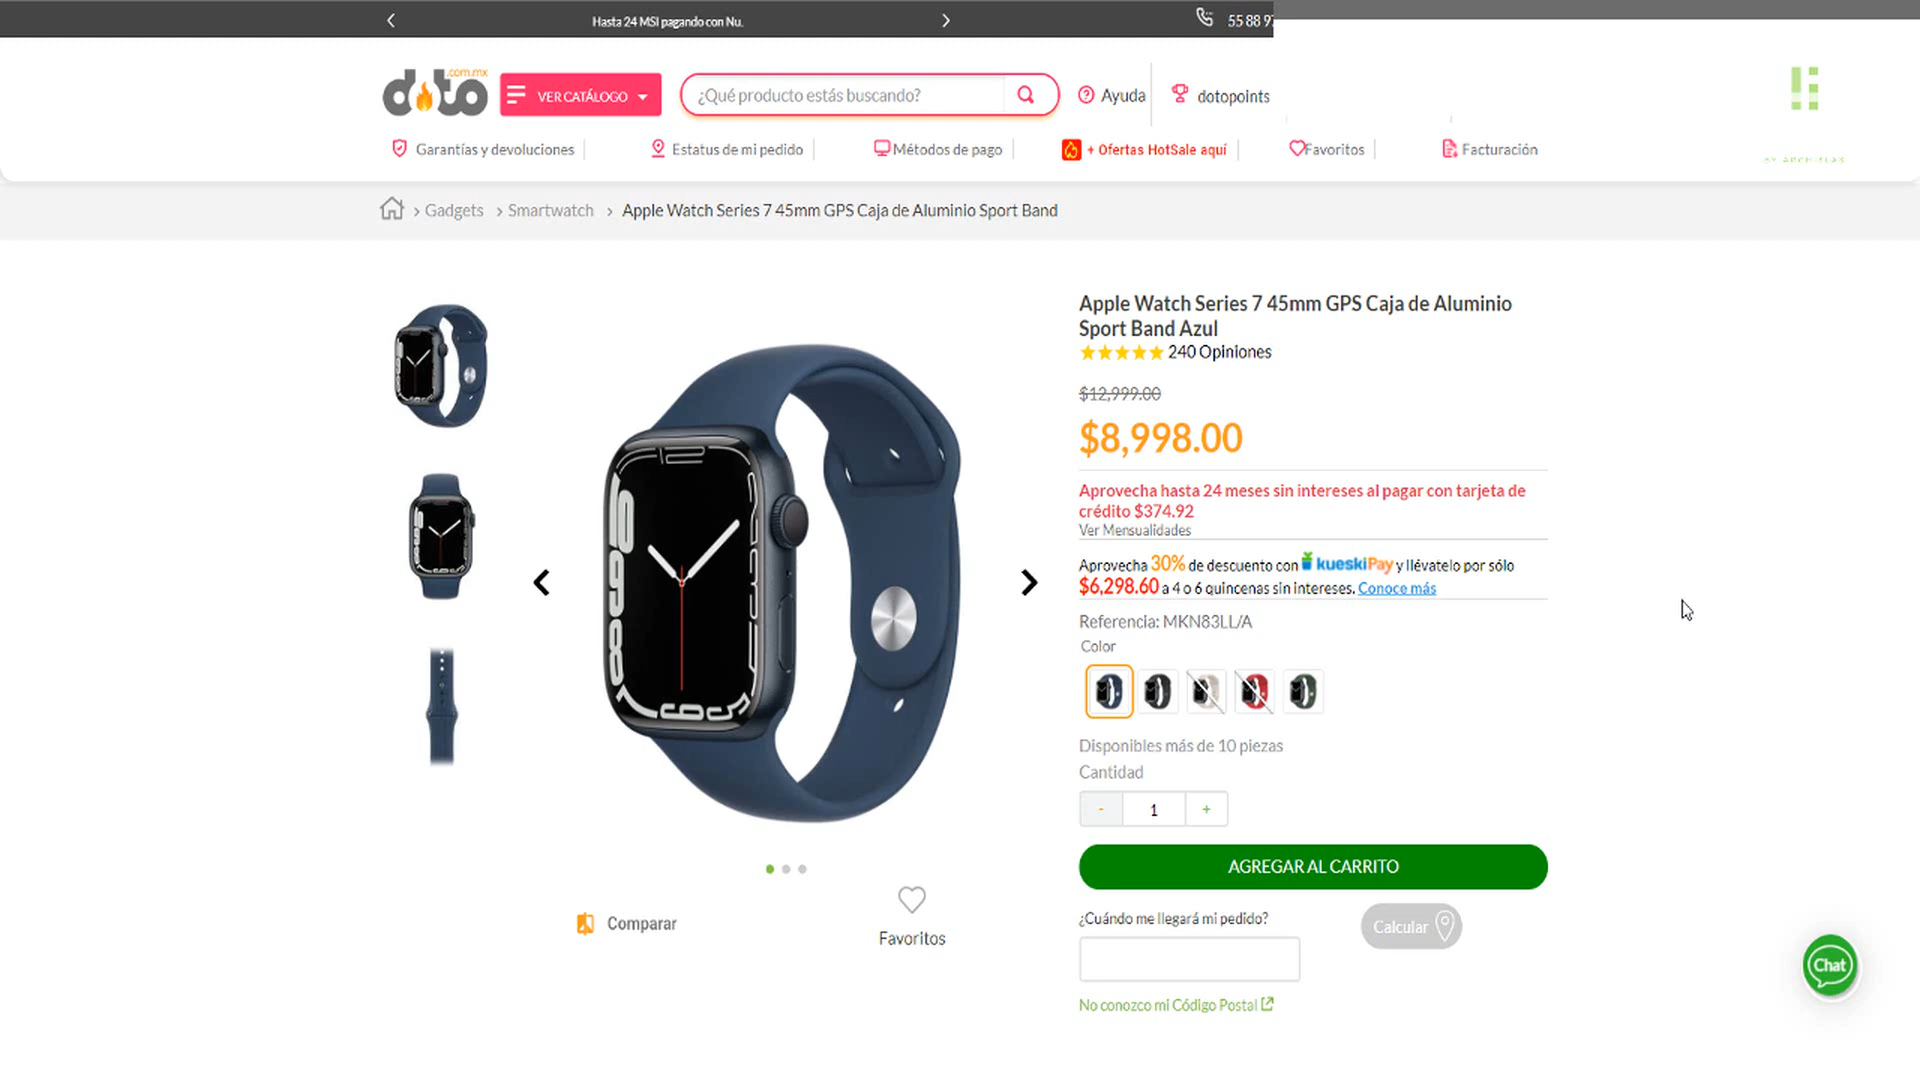 Hasta 24 MSI pagando con Nu.
55 88 9
doto
.com.mx
VER CATÁLOGO
¿Qué producto estás buscando?
Ayuda
dotopoints
Garantías y devoluciones
Estatus de mi pedido
Métodos de pago
+ Ofertas HotSale aquí
Favoritos
Facturación
Gadgets
Smartwatch
Apple Watch Series 7 45mm GPS Caja de Aluminio Sport Band
Apple Watch Series 7 45mm GPS Caja de Aluminio
Sport Band Azul
240 Opiniones
$12,999.00
$8,998.00
Aprovecha hasta 24 meses sin intereses al pagar con tarjeta de
crédito $374.92
Ver Mensualidades
Aprovecha 30% de descuento con kueskiPay y llévatelo por sólo
$6,298.60 a 4 o 6 quincenas sin intereses. Conoce más
Referencia: MKN83LL/A
Color
Disponibles más de 10 piezas
Cantidad
- 1 +
AGREGAR AL CARRITO
¿Cuándo me llegará mi pedido?
Calcular
No conozco mi Código Postal
Comparar
Favoritos
Chat